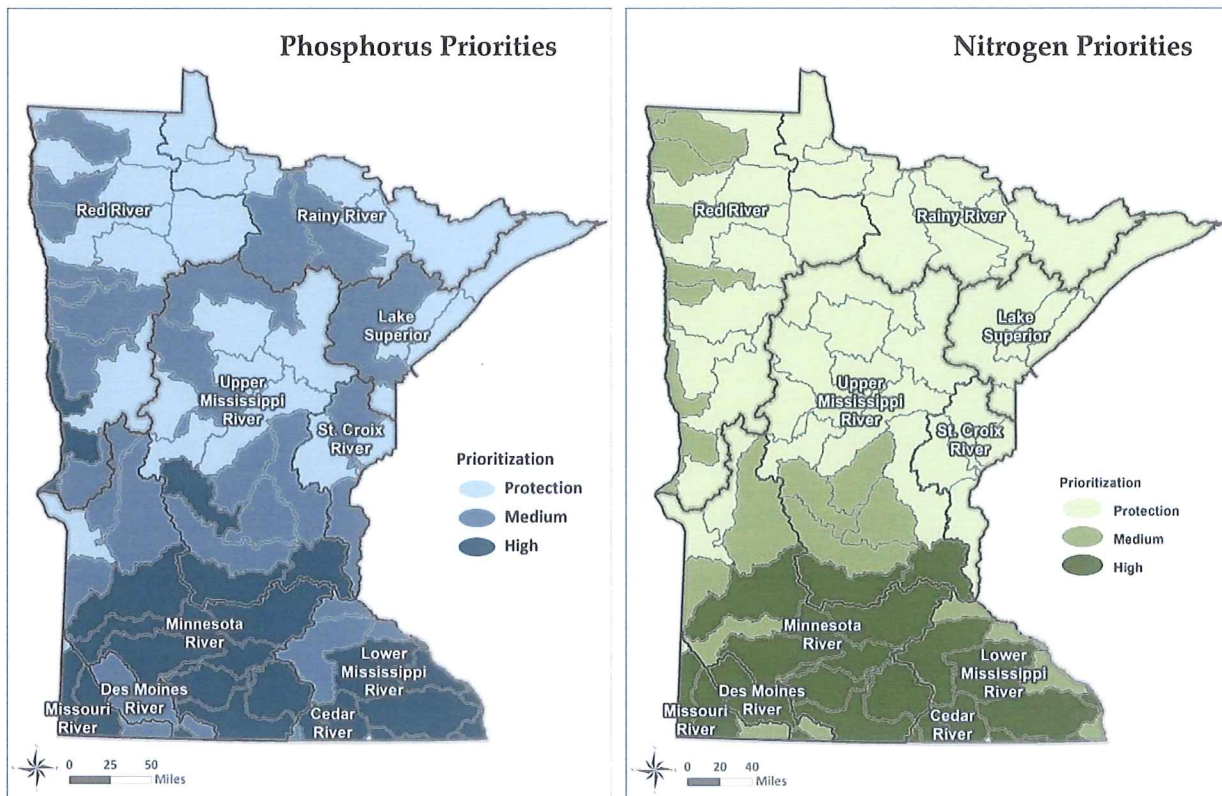 Phosphorus Priorities
Red River
Rainy River
Lake
Superior
Upper
Mississippi
River
St. Croix
River
Prioritization
Protection
Medium
High
Minnesota
River
Lower
Mississippi
River
Des Moines
River
Missouri
River
Cedar
River
0 25 50
Miles
Nitrogen Priorities
Red River
Rainy River
Lake
Superior
Upper
Mississippi
River
St. Croix
River
Prioritization
Protection
Medium
High
Minnesota
River
Lower
Mississippi
River
Des Moines
River
Missouri
River
Cedar
River
0 20 40
Miles